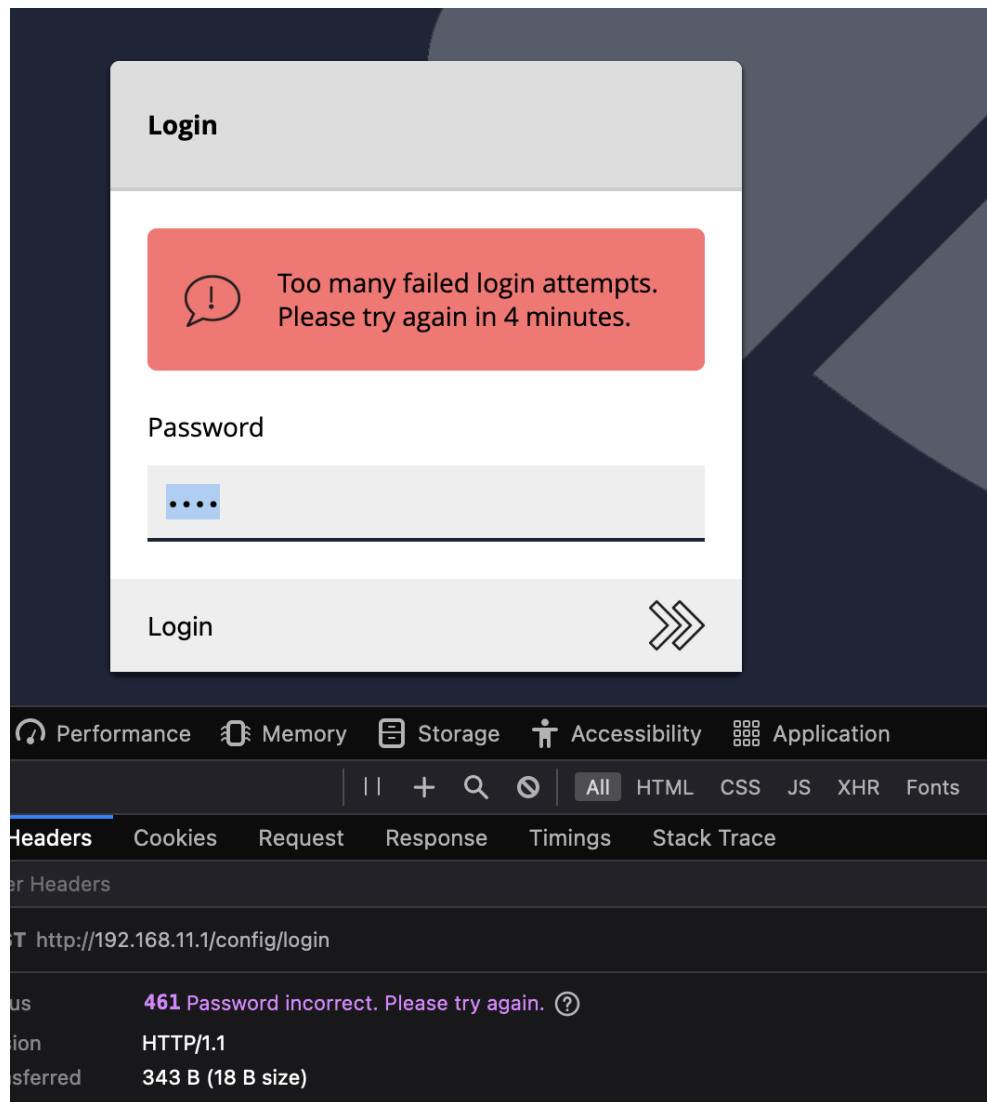 Login
Too many failed login attempts.
Please try again in 4 minutes.
Password
Login
Performance Memory Storage Accessibility Application
All HTML CSS JS XHR Fonts
Headers Cookies Request Response Timings Stack Trace
er Headers
ST http://192.168.11.1/config/login
us 461 Password incorrect. Please try again.
sion HTTP/1.1
nsferred 343 B (18 B size)